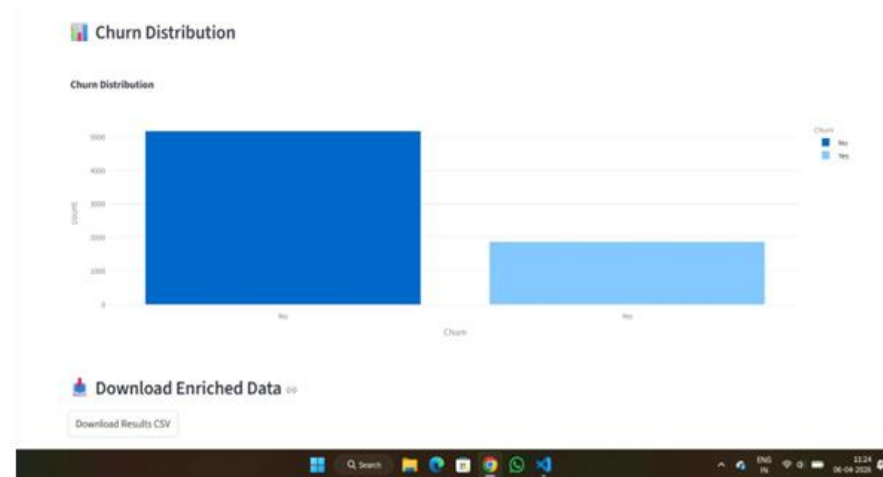 Churn Distribution
Churn Distribution
Churn
No
Yes
5000
4000
3000
2000
1000
0
count
No
Yes
Churn
Download Enriched Data
Download Results CSV
Search
ENG
IN
11:24
06-04-2026